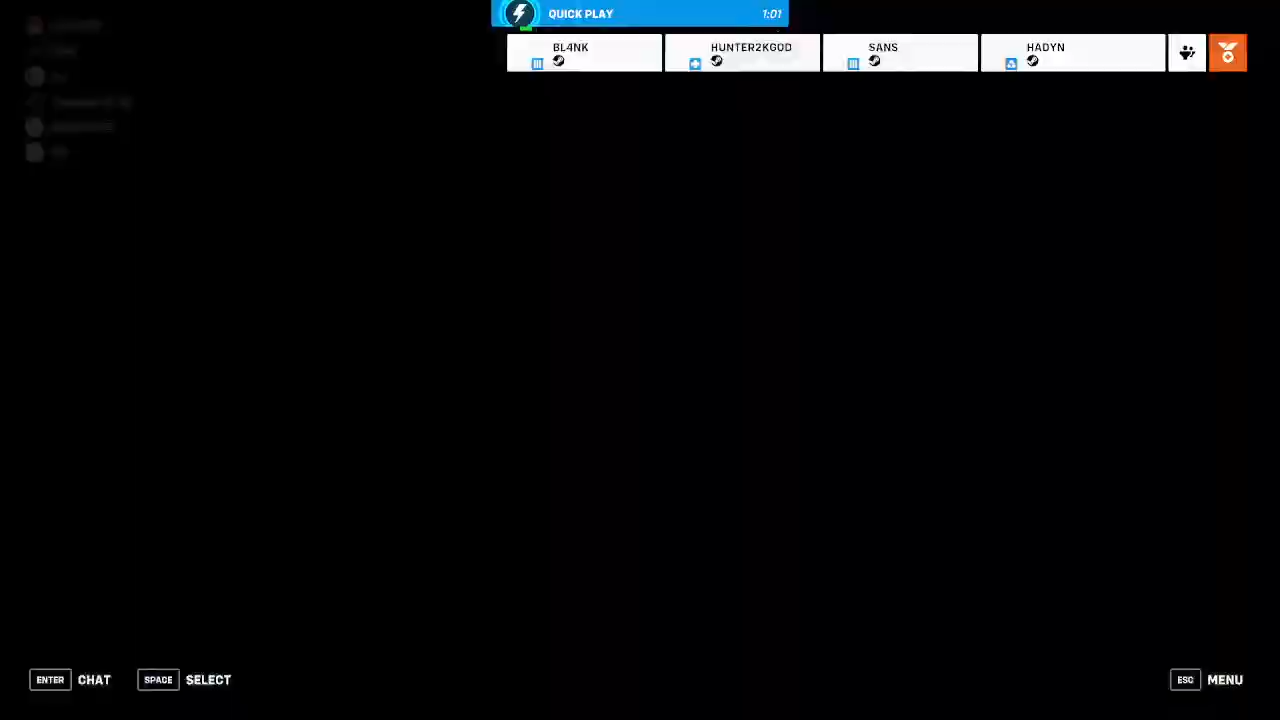 QUICK PLAY 1:01
BL4NK HUNTER2KGOD SANS HADYN
ENTER CHAT SPACE SELECT ESC MENU